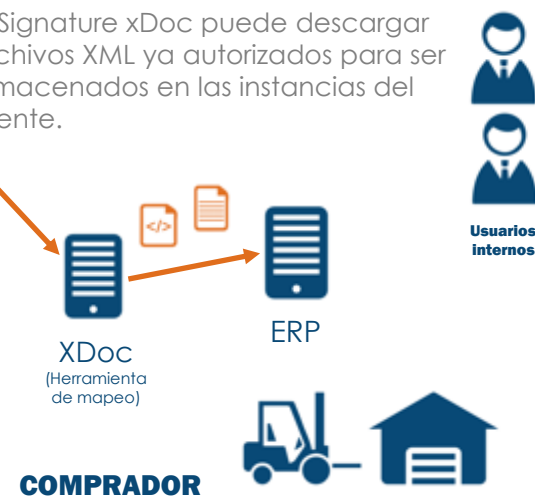 Signature xDoc puede descargar
chivos XML ya autorizados para ser
macenados en las instancias del
ente.
</>
Usuarios
internos
XDoc
(Herramienta
de mapeo)
ERP
COMPRADOR